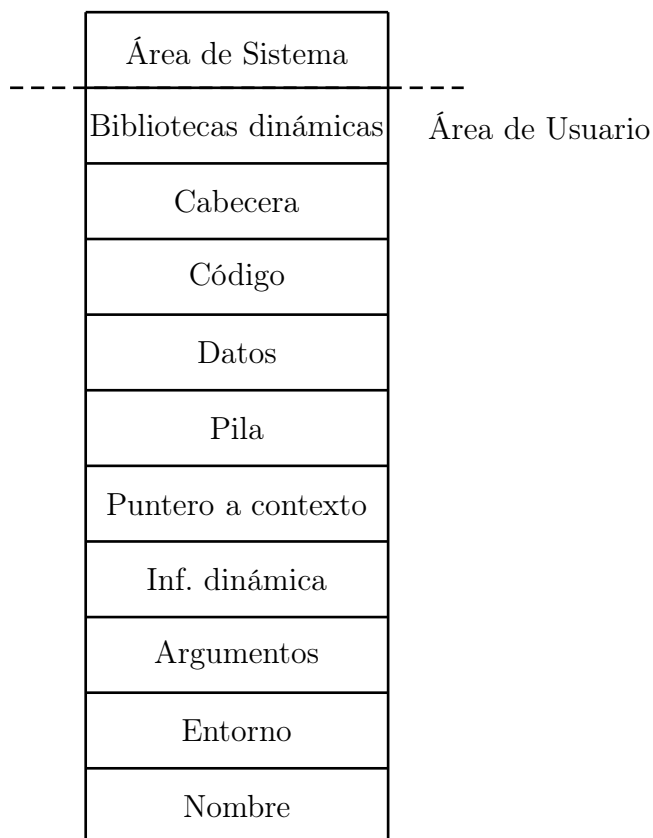 Área de Sistema
Bibliotecas dinámicas
Área de Usuario
Cabecera
Código
Datos
Pila
Puntero a contexto
Inf. dinámica
Argumentos
Entorno
Nombre